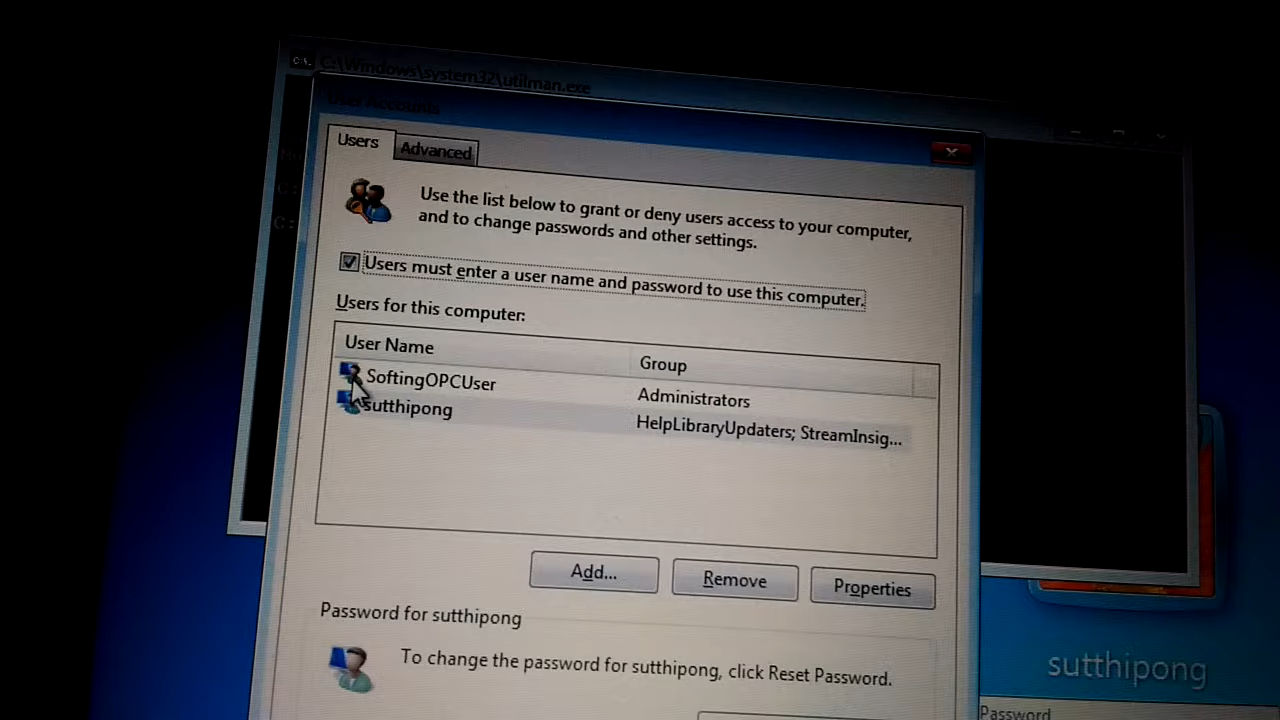 C:\Windows\system32\utilman.exe
User Accounts
Users
Advanced
Use the list below to grant or deny users access to your computer,
and to change passwords and other settings.
Users must enter a user name and password to use this computer.
Users for this computer:
User Name Group
SoftingOPCUser Administrators
sutthipong HelpLibraryUpdaters; StreamInsig...
Add... Remove Properties
Password for sutthipong
To change the password for sutthipong, click Reset Password.
sutthipong
Password